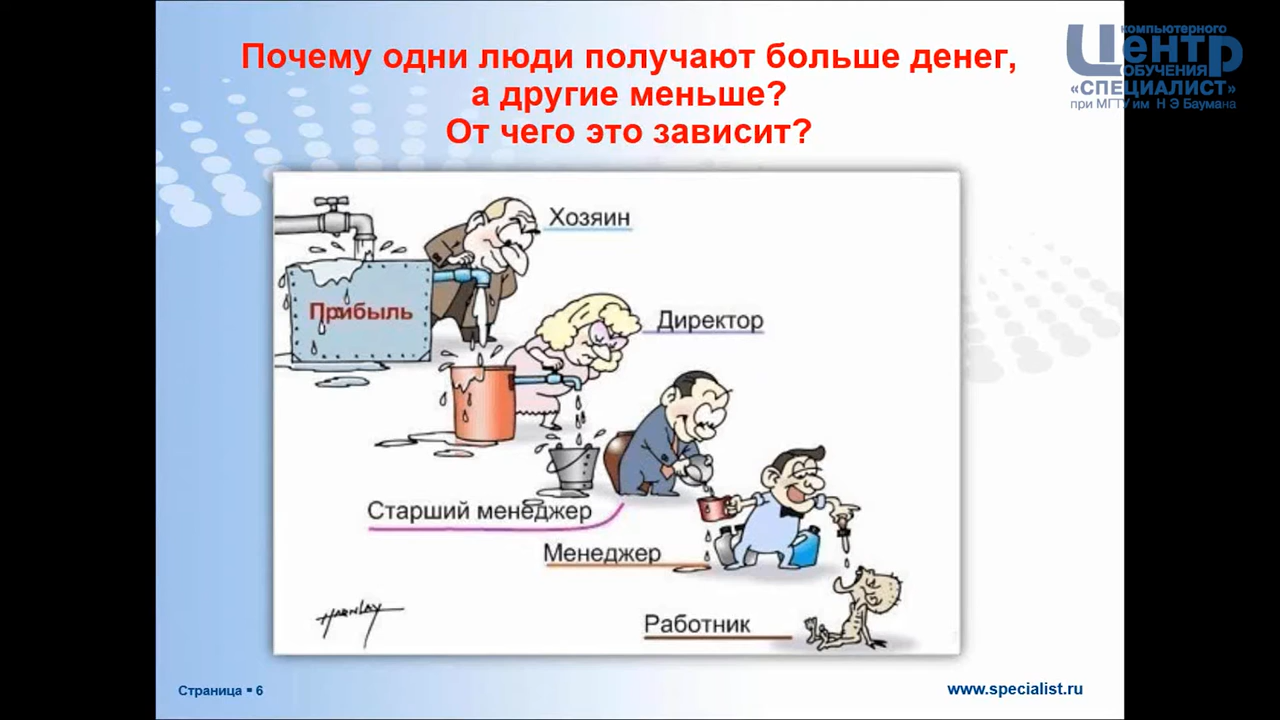 Почему одни люди получают больше денег,
а другие меньше?
От чего это зависит?
компьютерного
Центр
ОБУЧЕНИЯ
«СПЕЦИАЛИСТ»
при МГТУ им Н Э Баумана
Хозяин
Прибыль
Директор
Старший менеджер
Менеджер
Работник
HARNLAY
Страница ▪ 6
www.specialist.ru